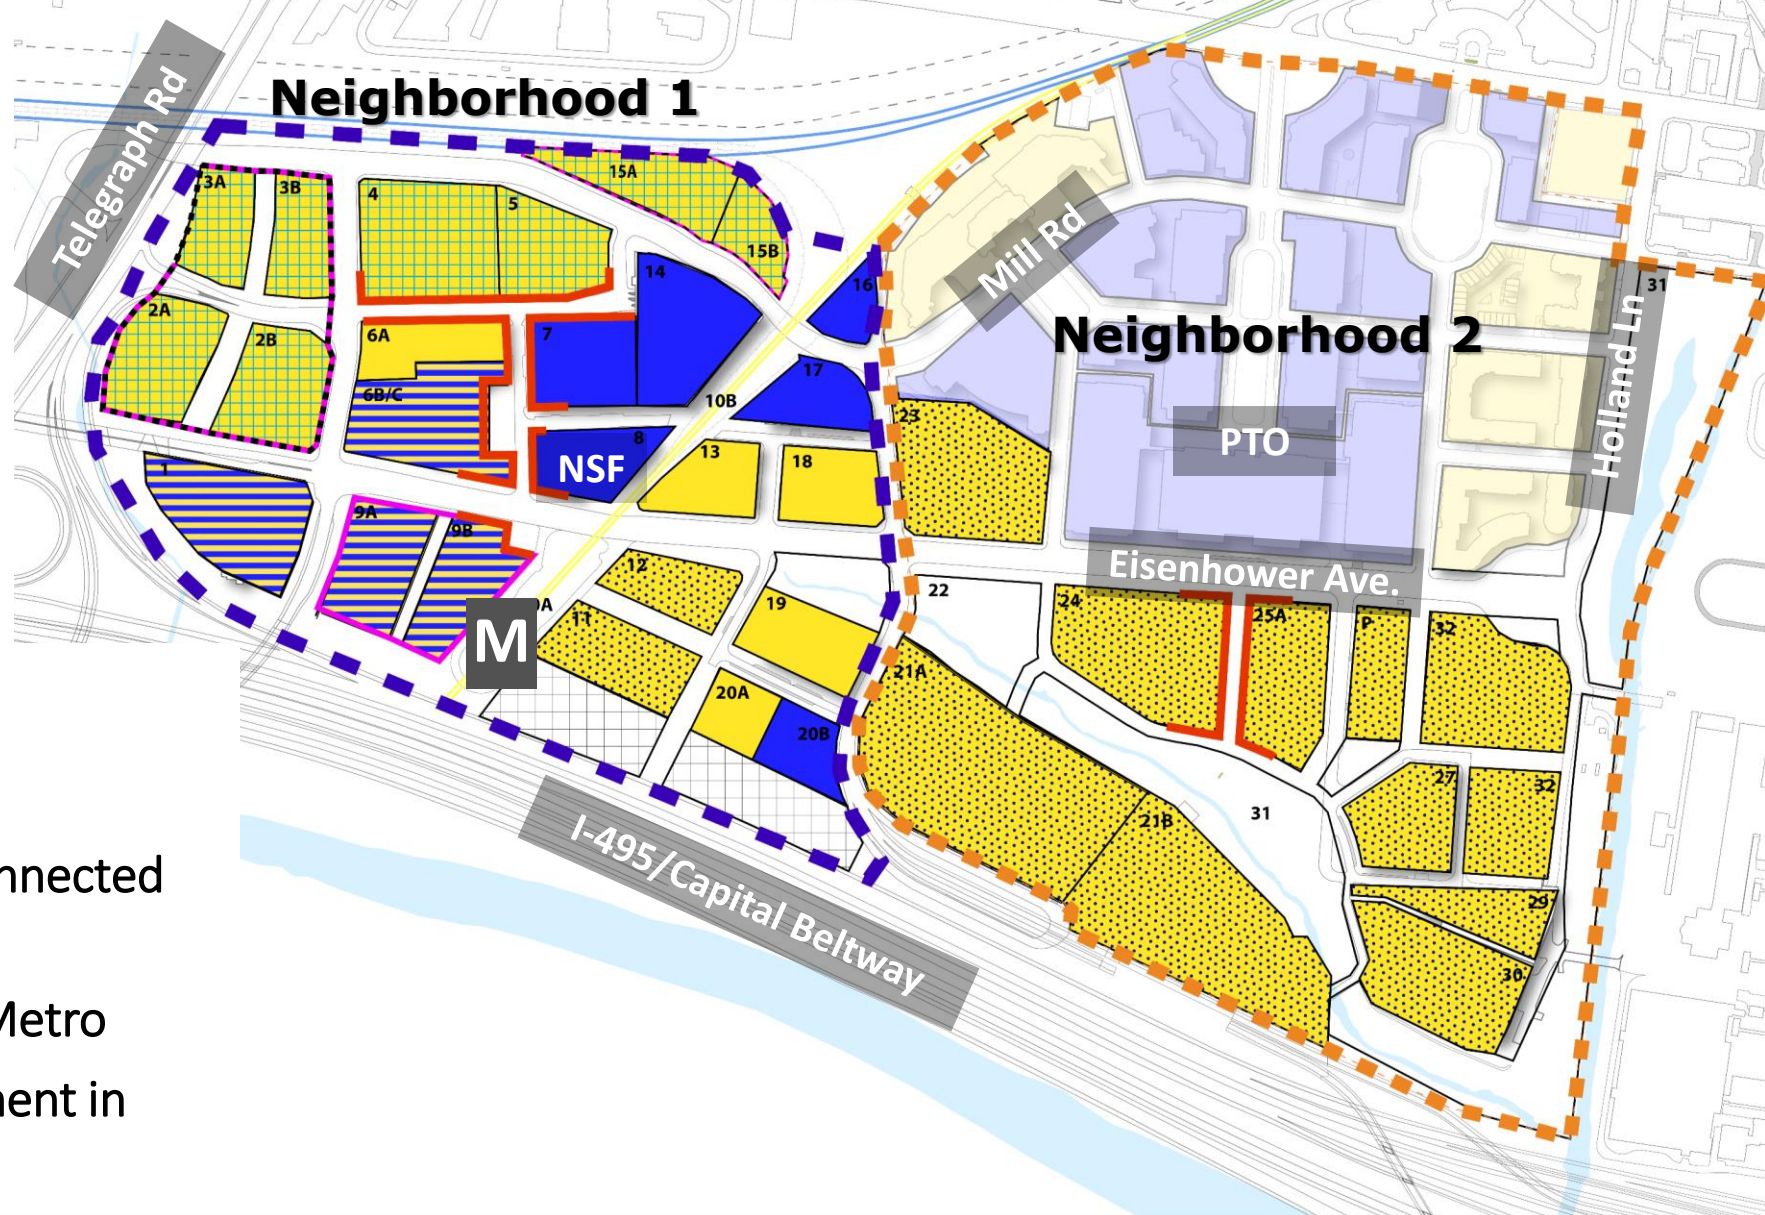 Neighborhood 1
Telegraph Rd
3A
3B
4
5
15A
15B
14
16
2A
2B
6A
7
6B/C
17
10B
8
NSF
13
18
1
9A
9B
12
11
M
19
20A
20B
Mill Rd
Neighborhood 2
31
Holland Ln
23
PTO
Eisenhower Ave.
22
24
25A
P
32
21A
21B
31
27
32
29
30
I-495/Capital Beltway
Metro